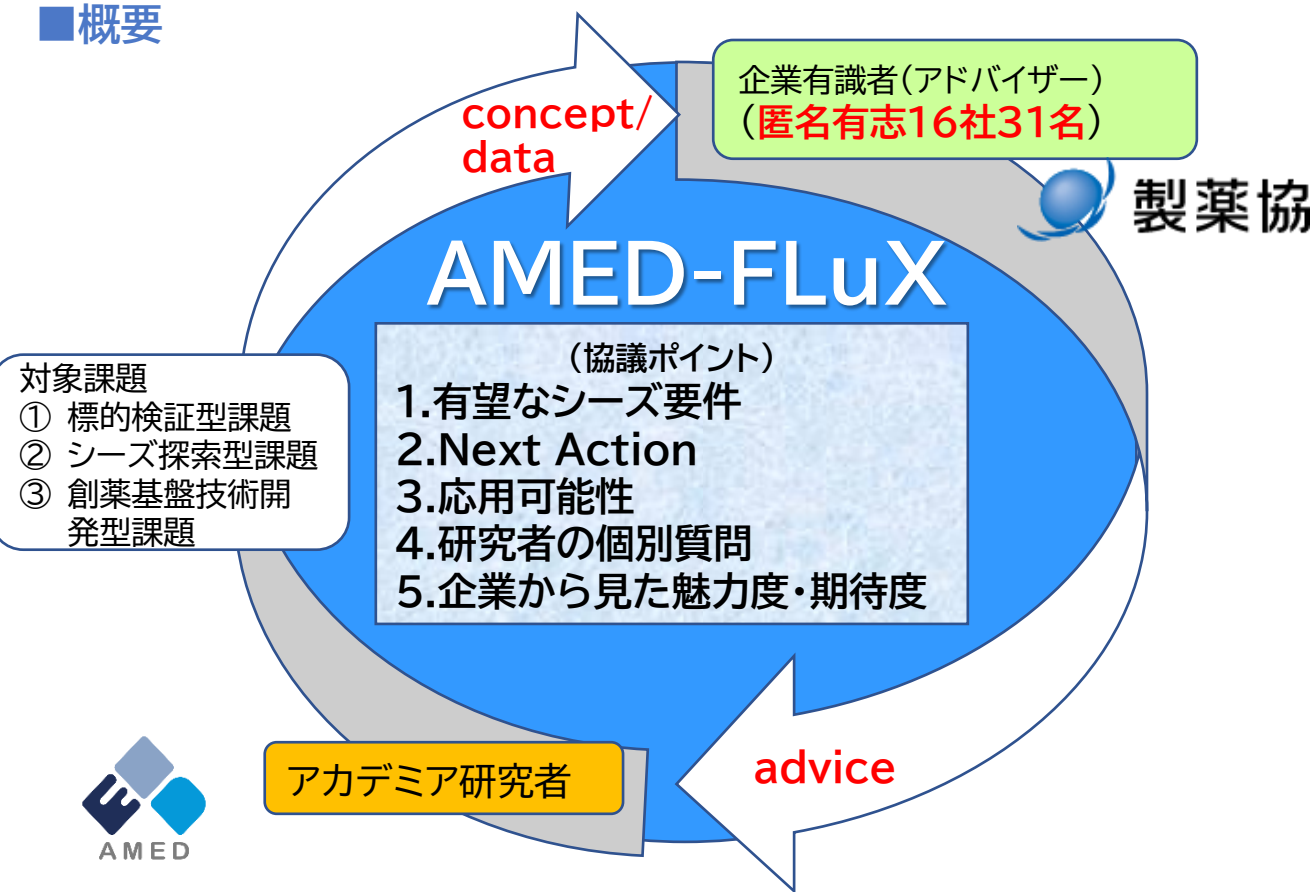 ■概要
concept/
data
企業有識者(アドバイザー)
(匿名有志16社31名)
製薬協
AMED-FLuX
(協議ポイント)
1.有望なシーズ要件
2.Next Action
3.応用可能性
4.研究者の個別質問
5.企業から見た魅力度・期待度
対象課題
① 標的検証型課題
② シーズ探索型課題
③ 創薬基盤技術開
発型課題
アカデミア研究者
advice
AMED